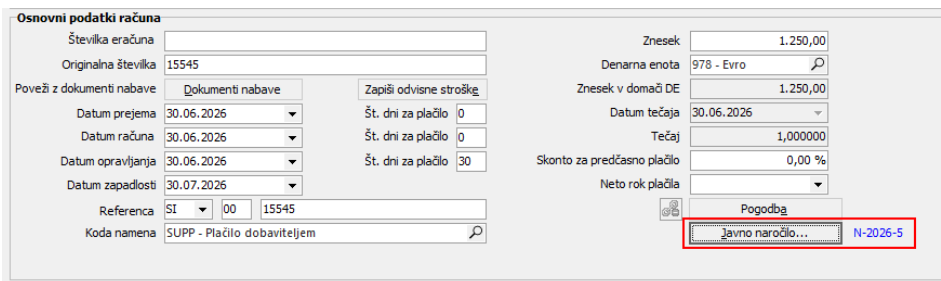 Osnovni podatki računa
Številka eračuna
Znesek 1.250,00
Originalna številka 15545
Denarna enota 978 - Evro
Poveži z dokumenti nabave Dokumenti nabave Zapiši odvisne stroške
Znesek v domači DE 1.250,00
Datum prejema 30.06.2026 Št. dni za plačilo 0
Datum tečaja 30.06.2026
Datum računa 30.06.2026 Št. dni za plačilo 0
Tečaj 1,000000
Datum opravljanja 30.06.2026 Št. dni za plačilo 30
Skonto za predčasno plačilo 0,00 %
Datum zapadlosti 30.07.2026
Neto rok plačila
Referenca SI 00 15545
Pogodba
Koda namena SUPP - Plačilo dobaviteljem
Javno naročilo... N-2026-5